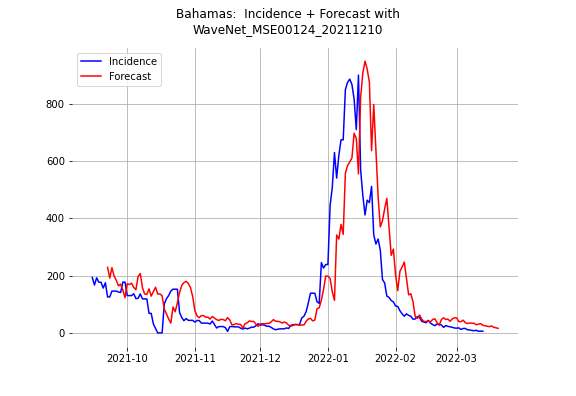 Bahamas:  Incidence + Forecast with
WaveNet_MSE00124_20211210
Incidence
Forecast
800
600
400
200
0
2021-10
2021-11
2021-12
2022-01
2022-02
2022-03